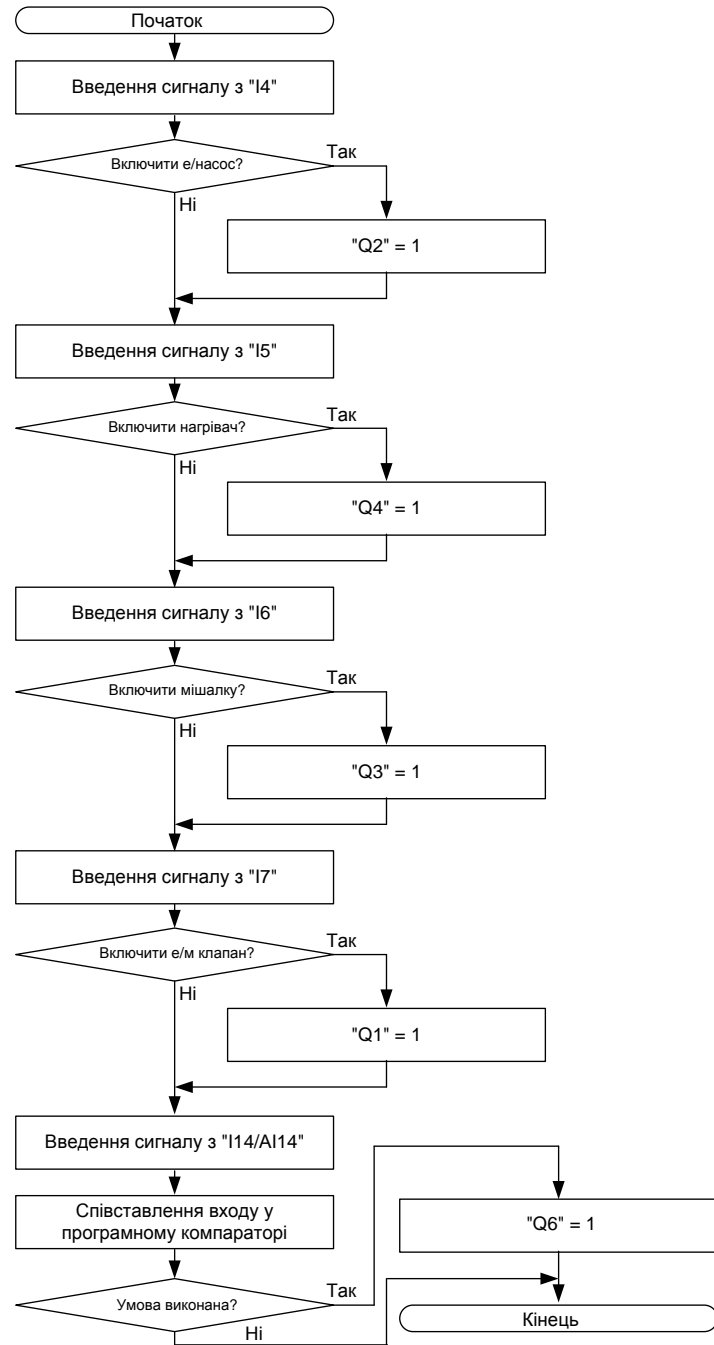 Початок
Введення сигналу з "I4"
Включити е/насос?
Так
Ні
"Q2" = 1
Введення сигналу з "I5"
Включити нагрівач?
Так
Ні
"Q4" = 1
Введення сигналу з "I6"
Включити мішалку?
Так
Ні
"Q3" = 1
Введення сигналу з "I7"
Включити е/м клапан?
Так
Ні
"Q1" = 1
Введення сигналу з "I14/AI14"
Співставлення входу у
програмному компараторі
Умова виконана?
Так
Ні
"Q6" = 1
Кінець